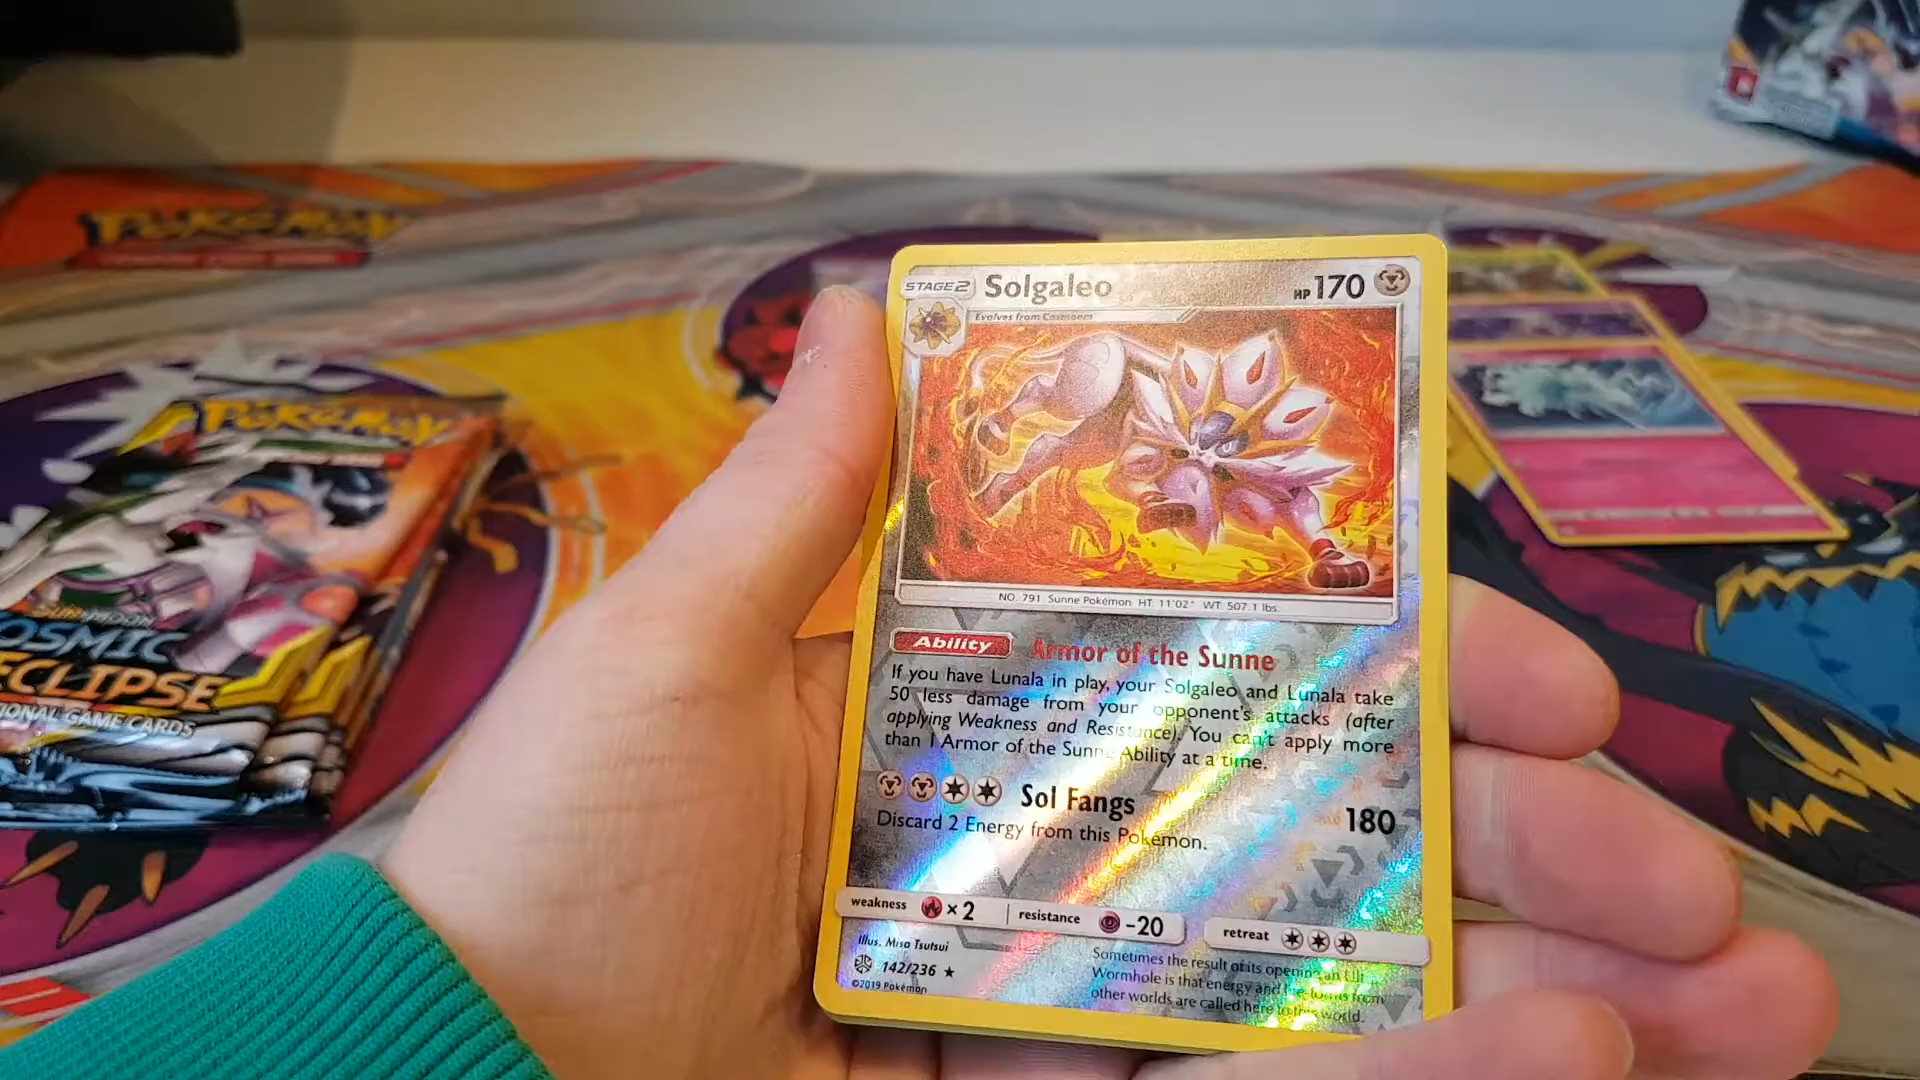 POKÉMON
POKÉMON
SUN & MOON
COSMIC
ECLIPSE
IONAL GAME CARDS
STAGE 2
Solgaleo
HP 170
Evolves from Cosmoem
NO. 791 Sunne Pokémon HT: 11'02" WT: 507.1 lbs.
Ability Armor of the Sunne
If you have Lunala in play, your Solgaleo and Lunala take
50 less damage from your opponent's attacks (after
applying Weakness and Resistance). You can't apply more
than 1 Armor of the Sunne Ability at a time.
Sol Fangs 180
Discard 2 Energy from this Pokémon.
weakness ×2 resistance -20 retreat
Illus. Misa Tsutsui
142/236 ★
©2019 Pokémon
Sometimes the result of its opening an Ultra
Wormhole is that energy and life-forms from
other worlds are called here to this world.